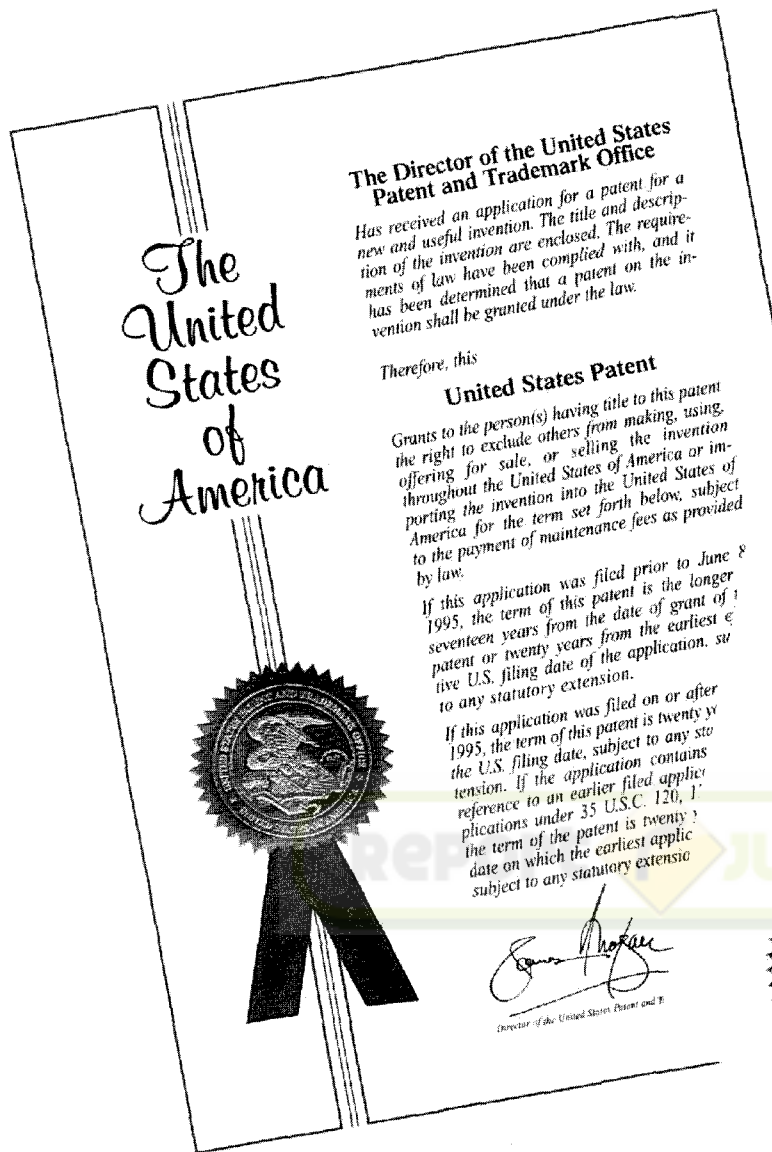 The
United
States
of
America
The Director of the United States
Patent and Trademark Office
Has received an application for a patent for a
new and useful invention. The title and descrip-
tion of the invention are enclosed. The require-
ments of law have been complied with, and it
has been determined that a patent on the in-
vention shall be granted under the law.
Therefore, this
United States Patent
Grants to the person(s) having title to this patent
the right to exclude others from making, using,
offering for sale, or selling the invention
throughout the United States of America or im-
porting the invention into the United States of
America for the term set forth below, subject
to the payment of maintenance fees as provided
by law.
If this application was filed prior to June 8
1995, the term of this patent is the longer
seventeen years from the date of grant of
patent or twenty years from the earliest
tive U.S. filing date of the application, su
to any statutory extension.
If this application was filed on or after
1995, the term of this patent is twenty
the U.S. filing date, subject to any
tension. If the application contains
reference to an earlier filed
plications under 35 U.S.C. 120,
the term of the patent is twenty
date on which the earliest applic
subject to any statutory extensio
Director of the United States Patent and